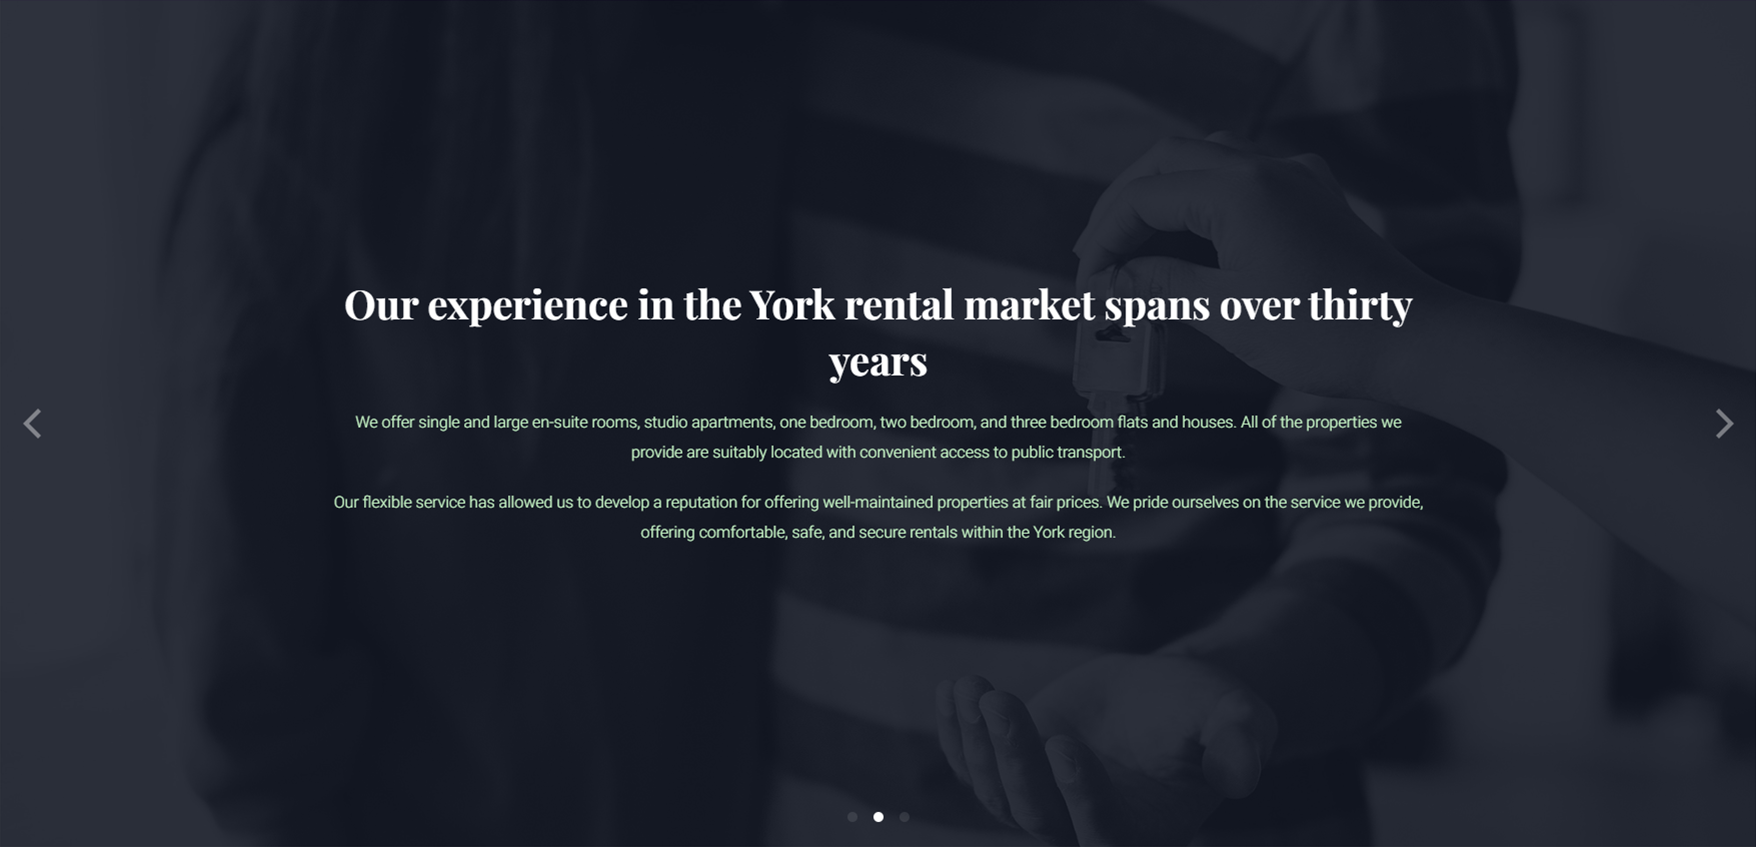 Our experience in the York rental market spans over thirty
years
We offer single and large en-suite rooms, studio apartments, one bedroom, two bedroom, and three bedroom flats and houses. All of the properties we
provide are suitably located with convenient access to public transport.
Our flexible service has allowed us to develop a reputation for offering well-maintained properties at fair prices. We pride ourselves on the service we provide,
offering comfortable, safe, and secure rentals within the York region.